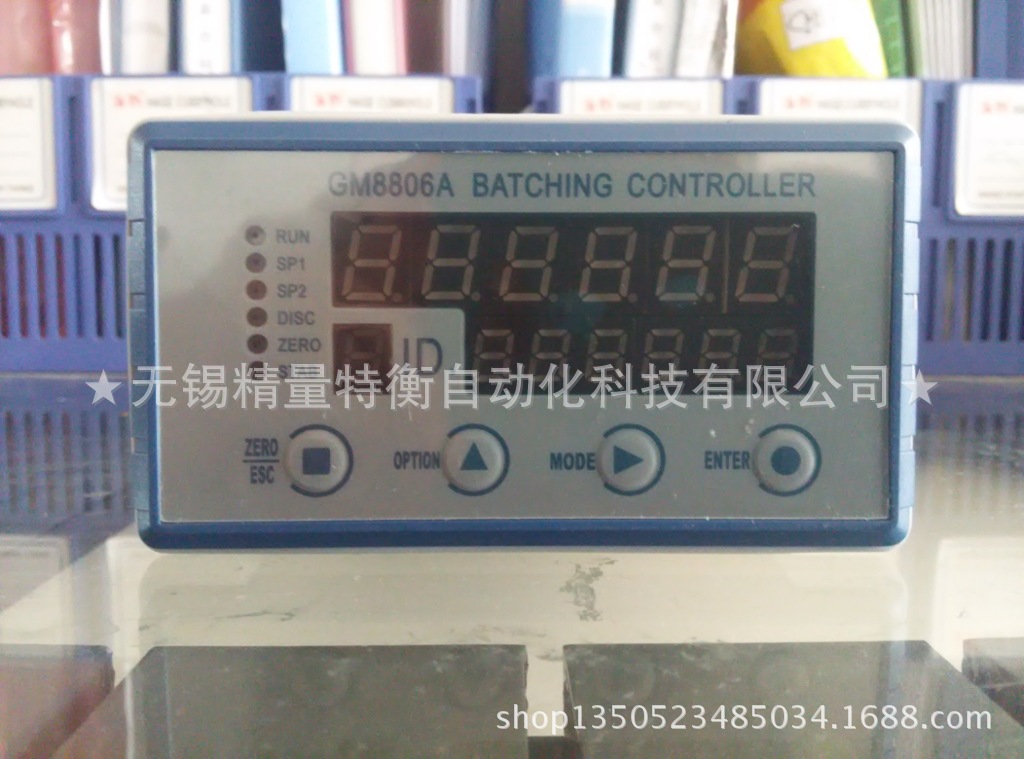 GM8806A BATCHING CONTROLLER
RUN
SP1
SP2
DISC
ZERO
ID
★无锡精量特衡自动化科技有限公司★
ZERO
ESC
OPTION
MODE
ENTER
shop1350523485034.1688.com